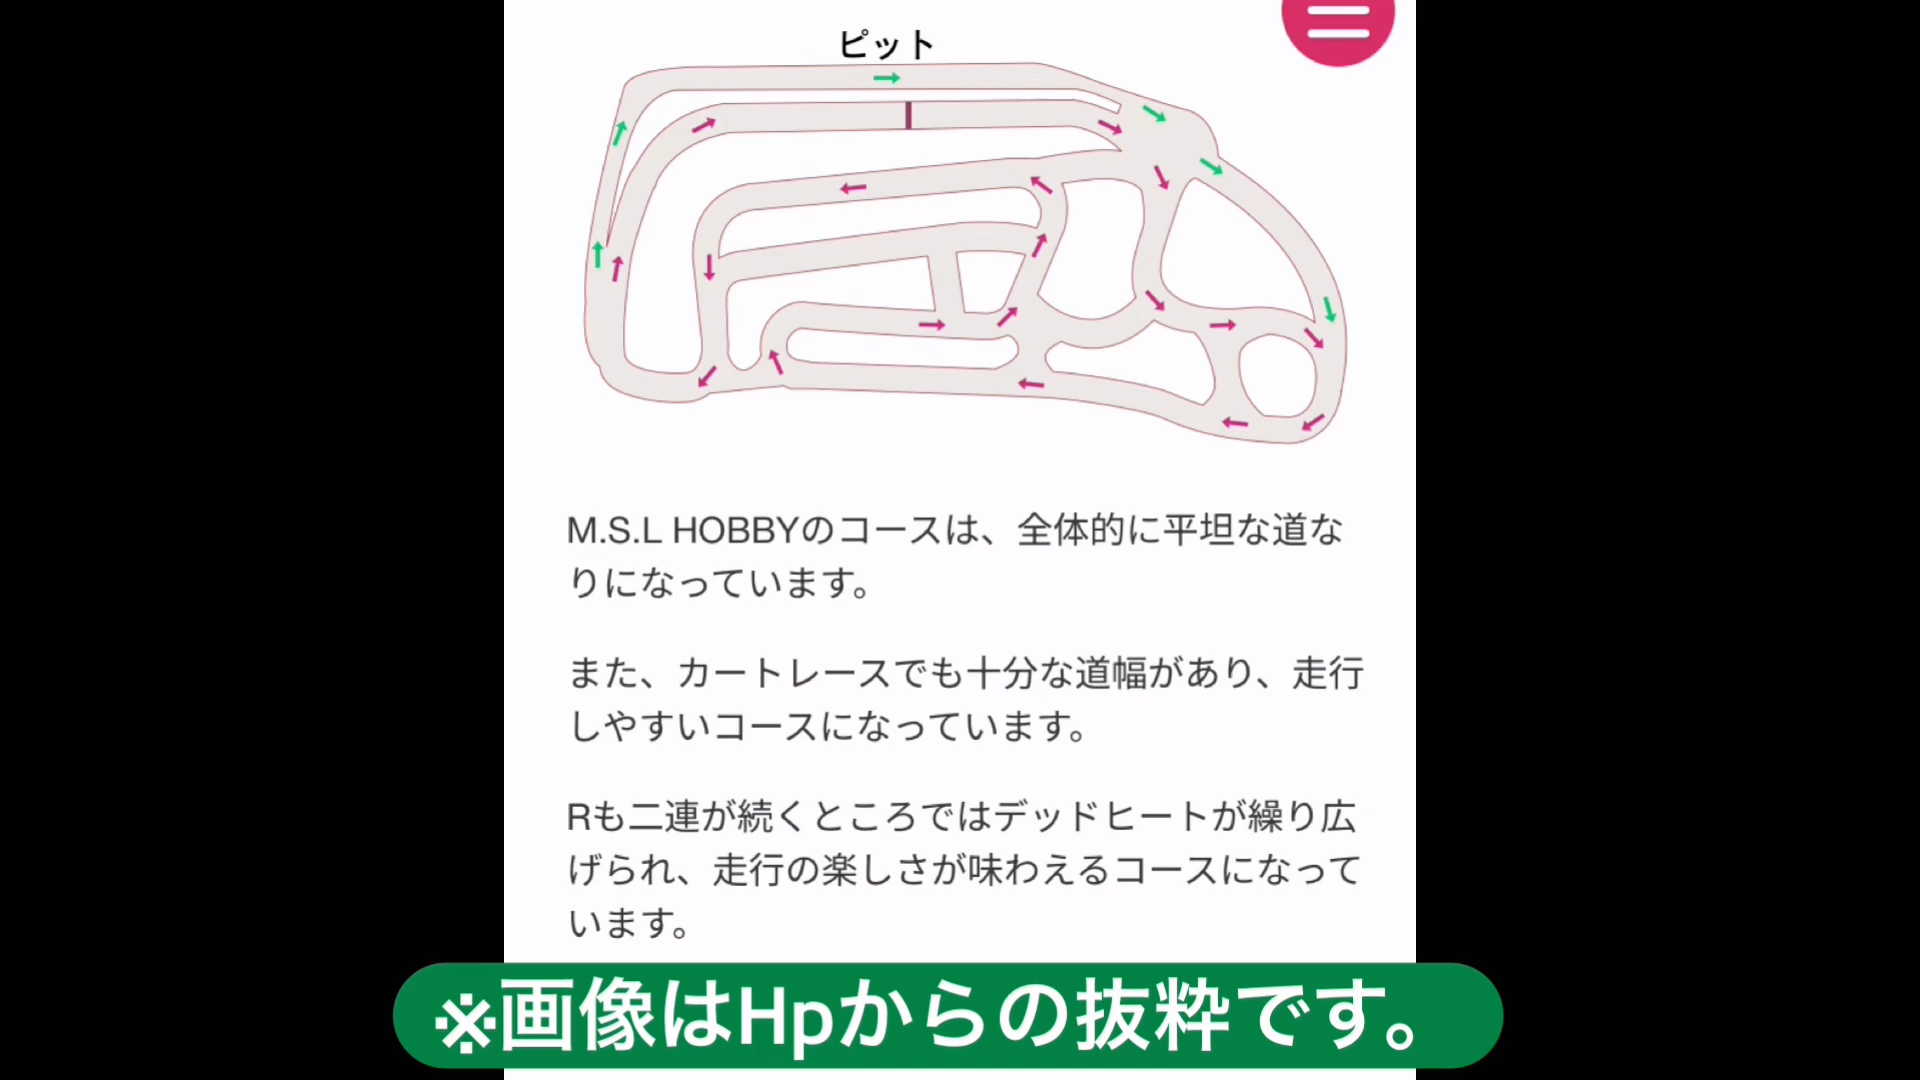 ピット
M.S.L HOBBYのコースは、全体的に平坦な道な
りになっています。
また、カートレースでも十分な道幅があり、走行
しやすいコースになっています。
Rも二連が続くところではデッドヒートが繰り広
げられ、走行の楽しさが味わえるコースになって
います。
※画像はHpからの抜粋です。